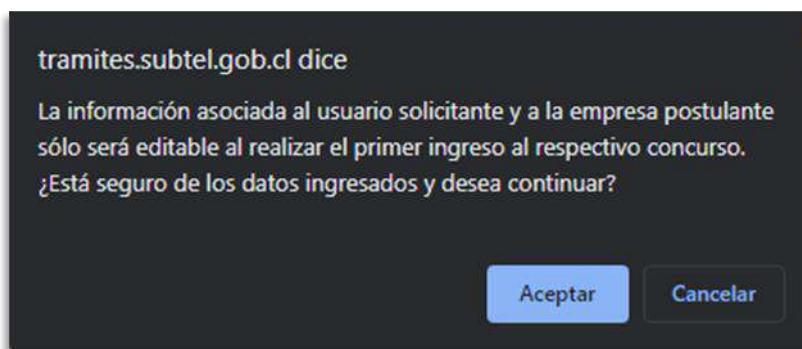 tramites.subtel.gob.cl dice
La información asociada al usuario solicitante y a la empresa postulante
sólo será editable al realizar el primer ingreso al respectivo concurso.
¿Está seguro de los datos ingresados y desea continuar?
Aceptar Cancelar